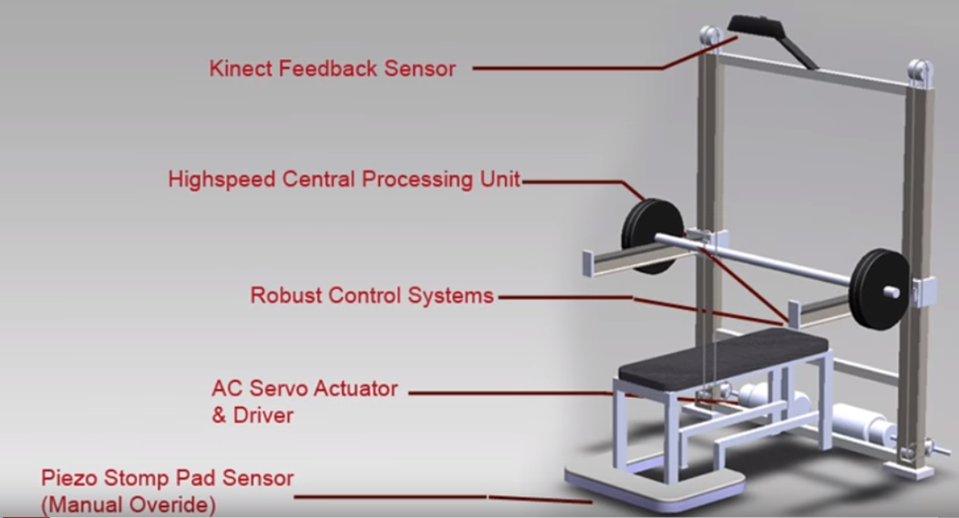 Kinect Feedback Sensor
Highspeed Central Processing Unit
Robust Control Systems
AC Servo Actuator
& Driver
Piezo Stomp Pad Sensor
(Manual Overide)